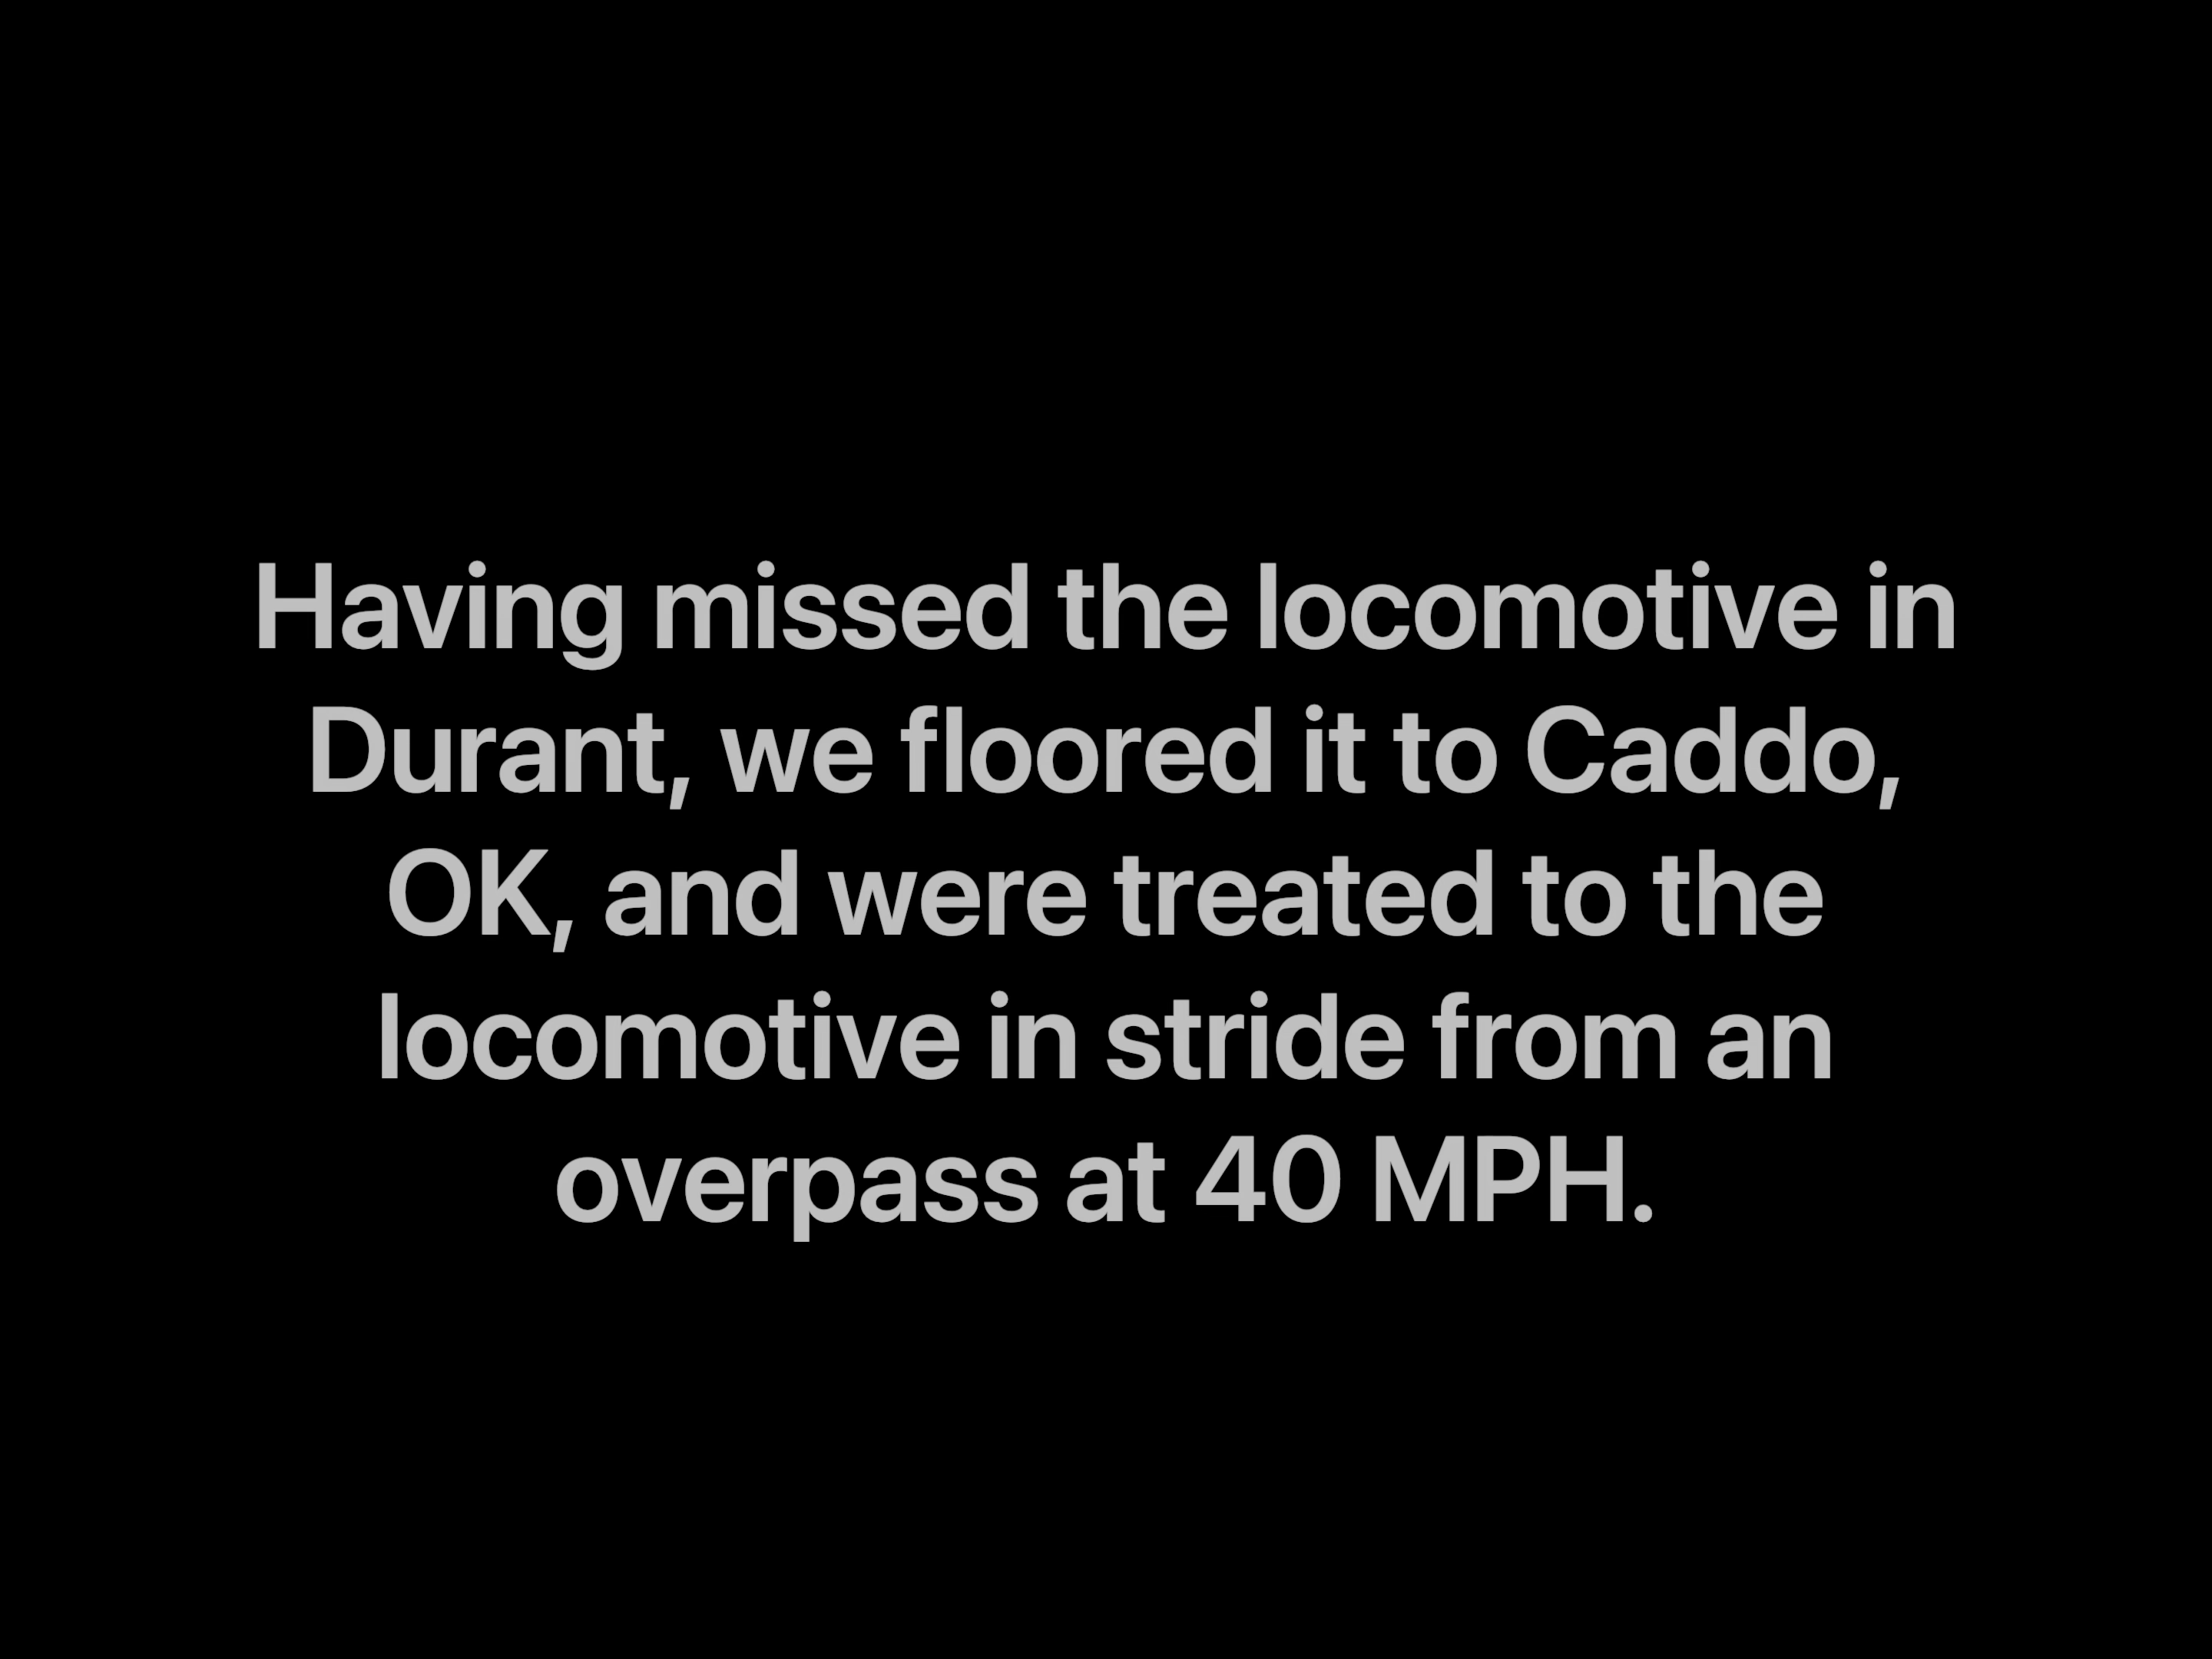 Having missed the locomotive in
Durant, we floored it to Caddo,
OK, and were treated to the
locomotive in stride from an
overpass at 40 MPH.